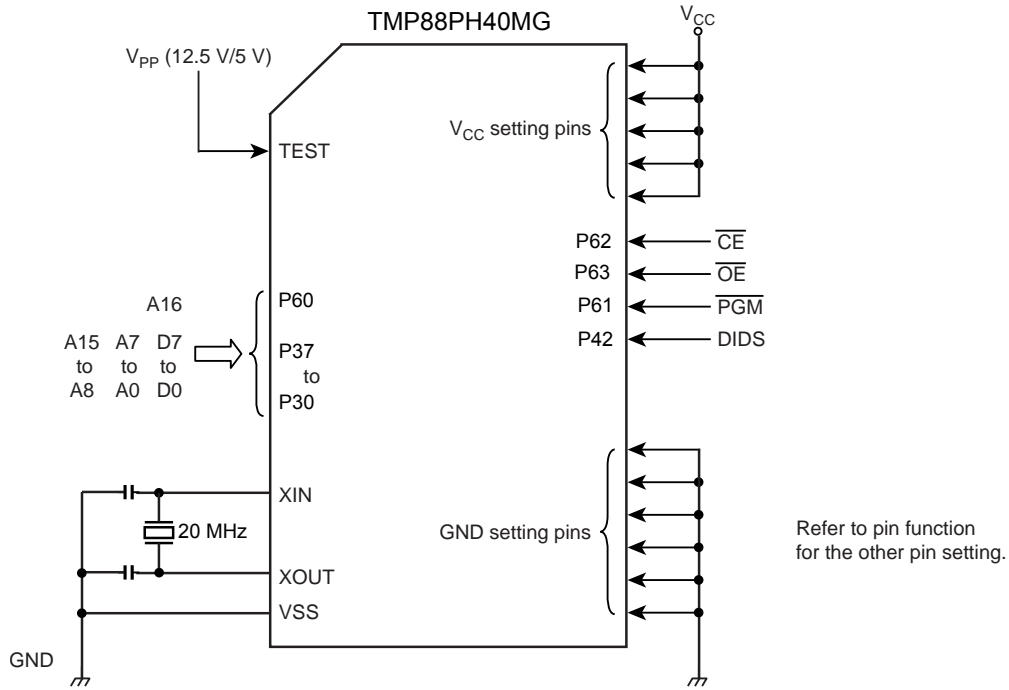 TMP88PH40MG
VCC
VPP (12.5 V/5 V)
VCC setting pins
TEST
P62
CE
P63
OE
P61
PGM
P42
DIDS
A16
P60
A15 A7 D7
to to to
A8 A0 D0
P37
to
P30
XIN
20 MHz
XOUT
VSS
GND
GND setting pins
Refer to pin function
for the other pin setting.